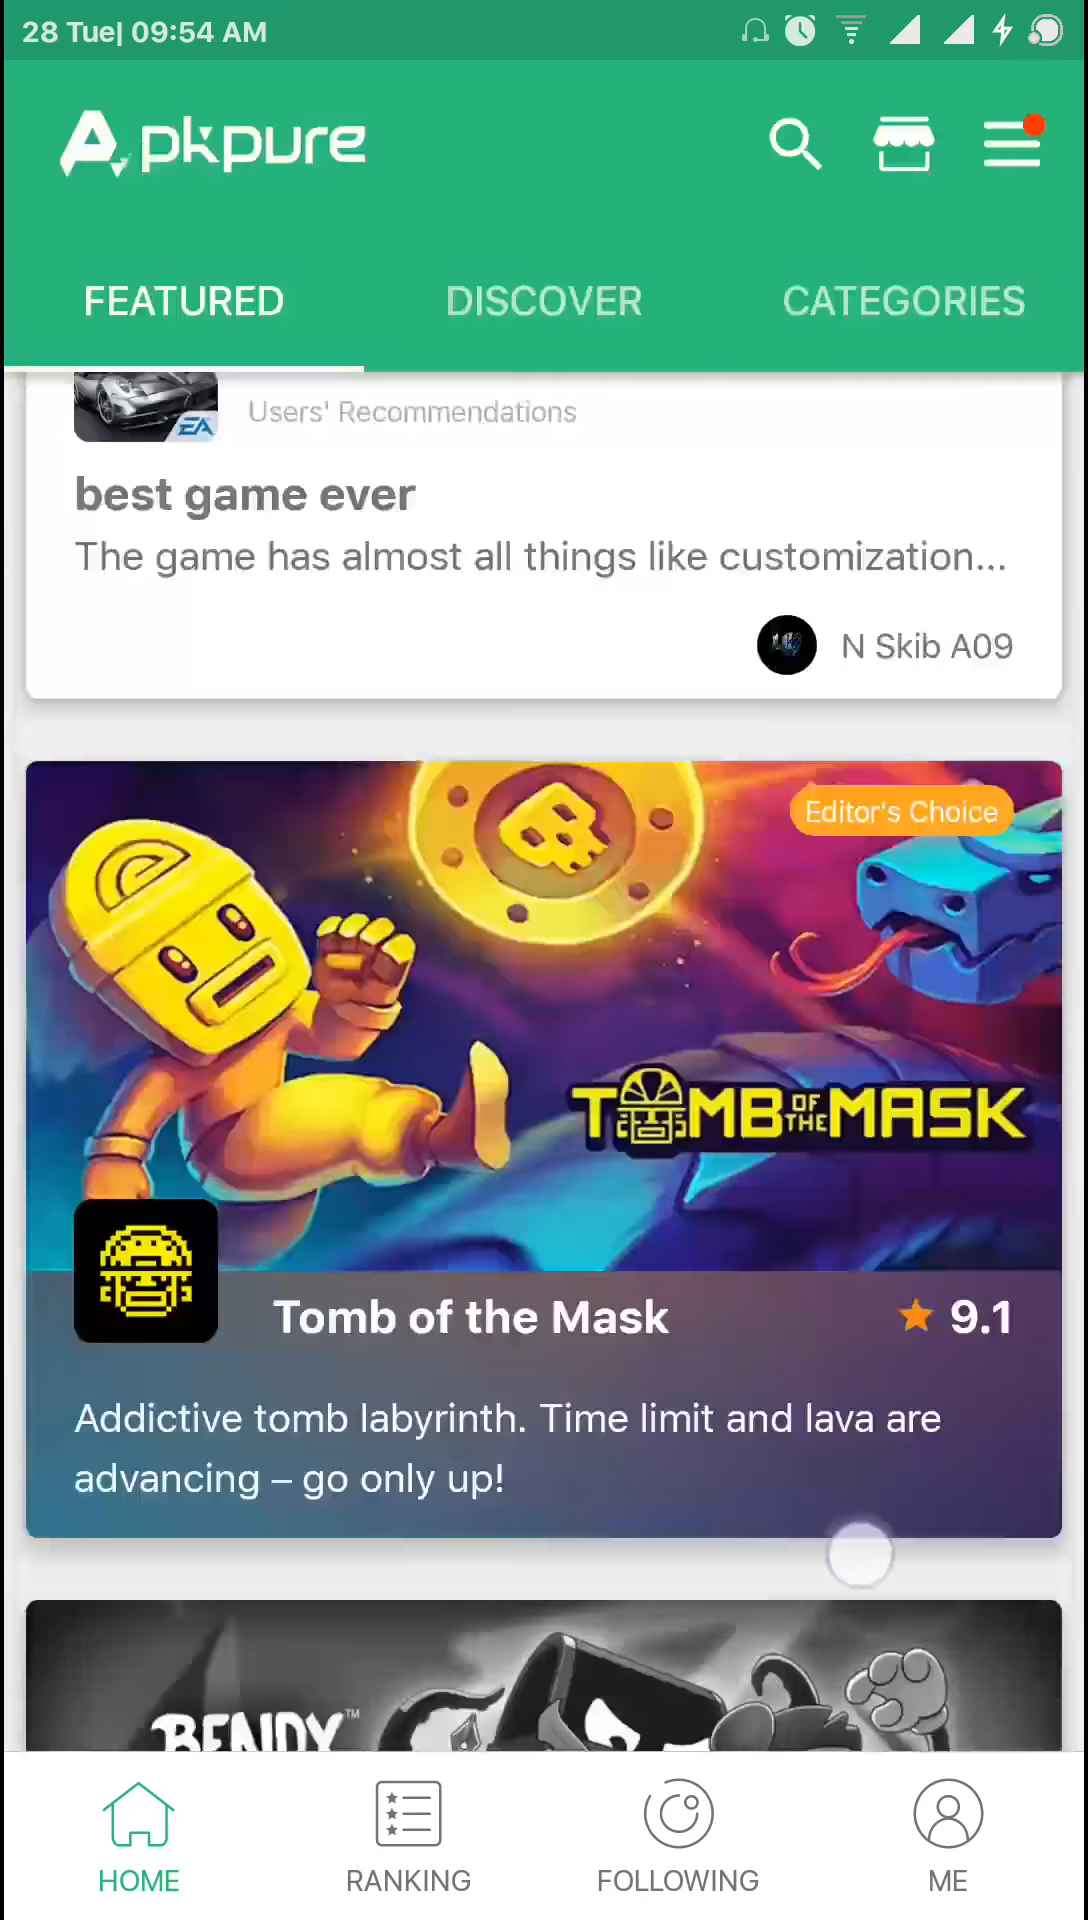 28 Tue| 09:54 AM
Apkpure
FEATURED
DISCOVER
CATEGORIES
EA
Users' Recommendations
best game ever
The game has almost all things like customization...
N Skib A09
Editor's Choice
TOMB OF THE MASK
Tomb of the Mask
9.1
Addictive tomb labyrinth. Time limit and lava are
advancing – go only up!
BENDY™
HOME
RANKING
FOLLOWING
ME